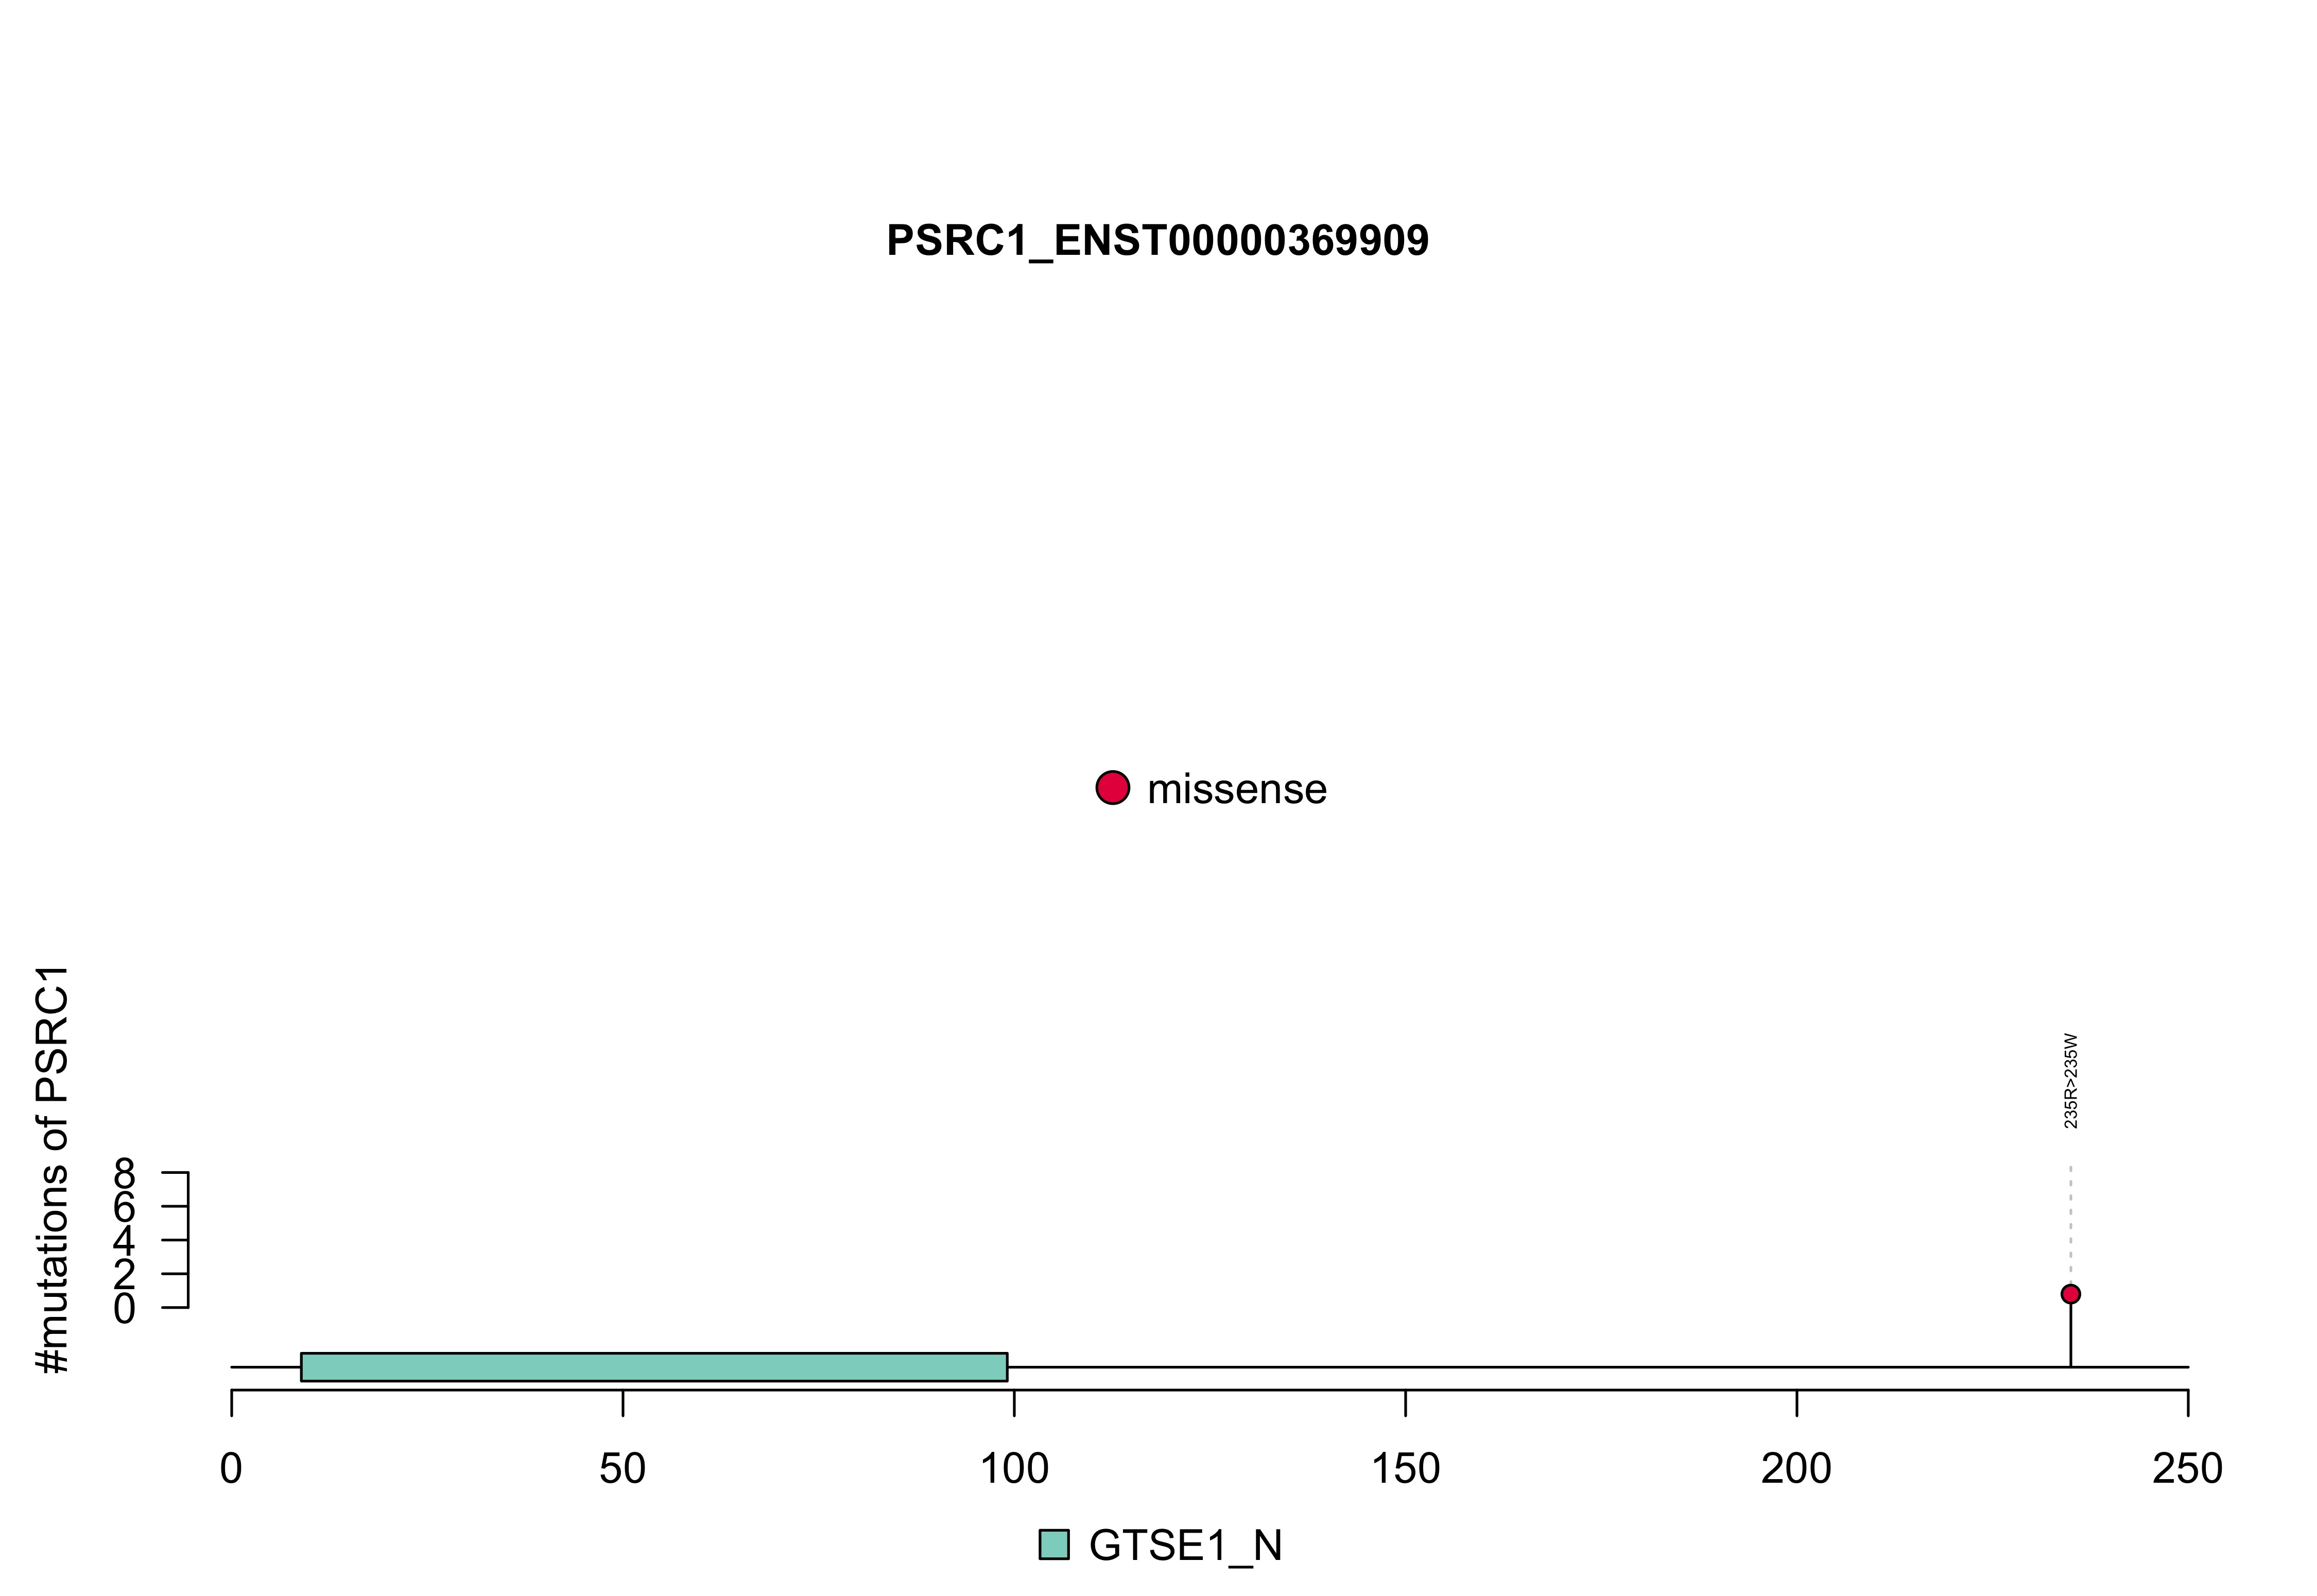 PSRC1_ENST00000369909
missense
#mutations of PSRC1
235R>235W
8
6
4
2
0
0 50 100 150 200 250
GTSE1_N